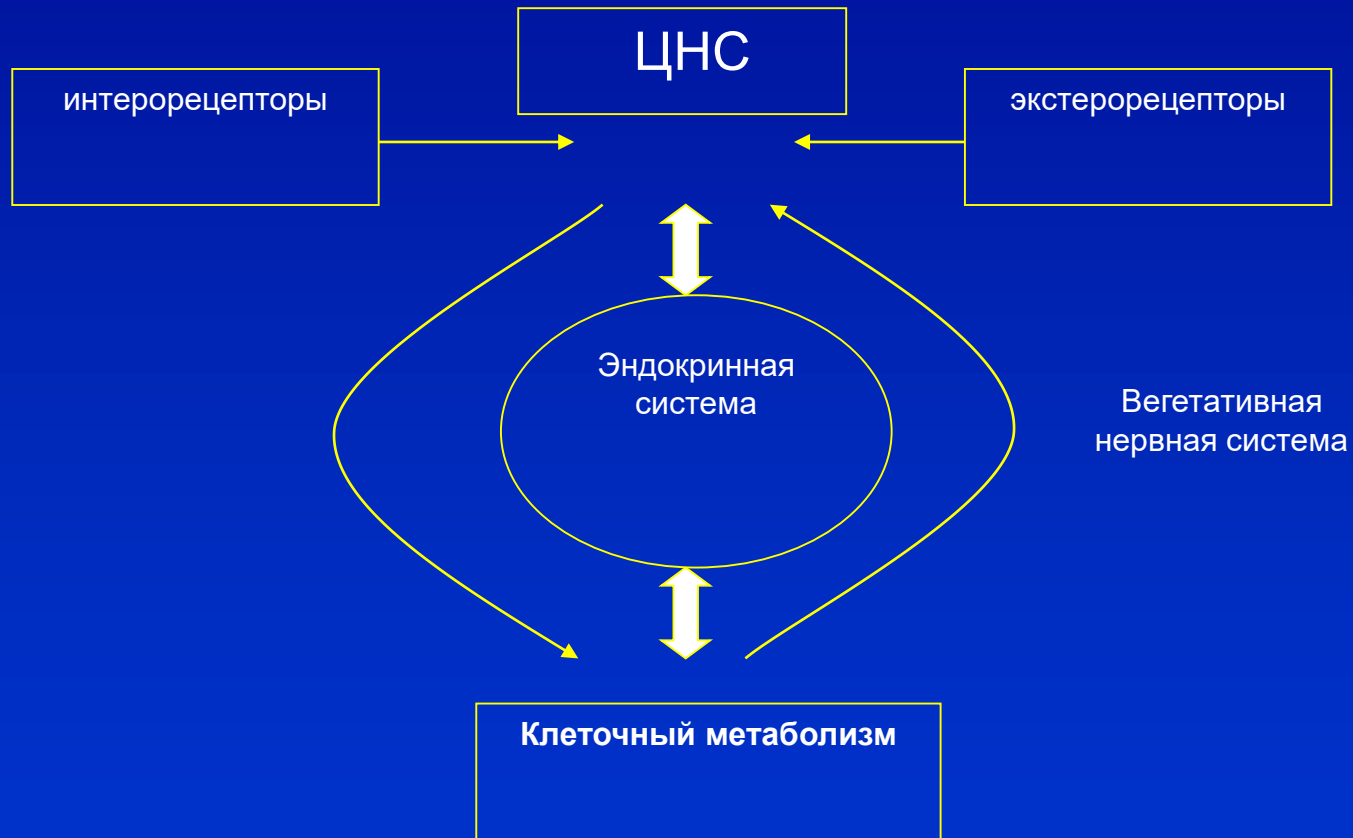 ЦНС
интерорецепторы
экстерорецепторы
Эндокринная
система
Вегетативная
нервная система
Клеточный метаболизм